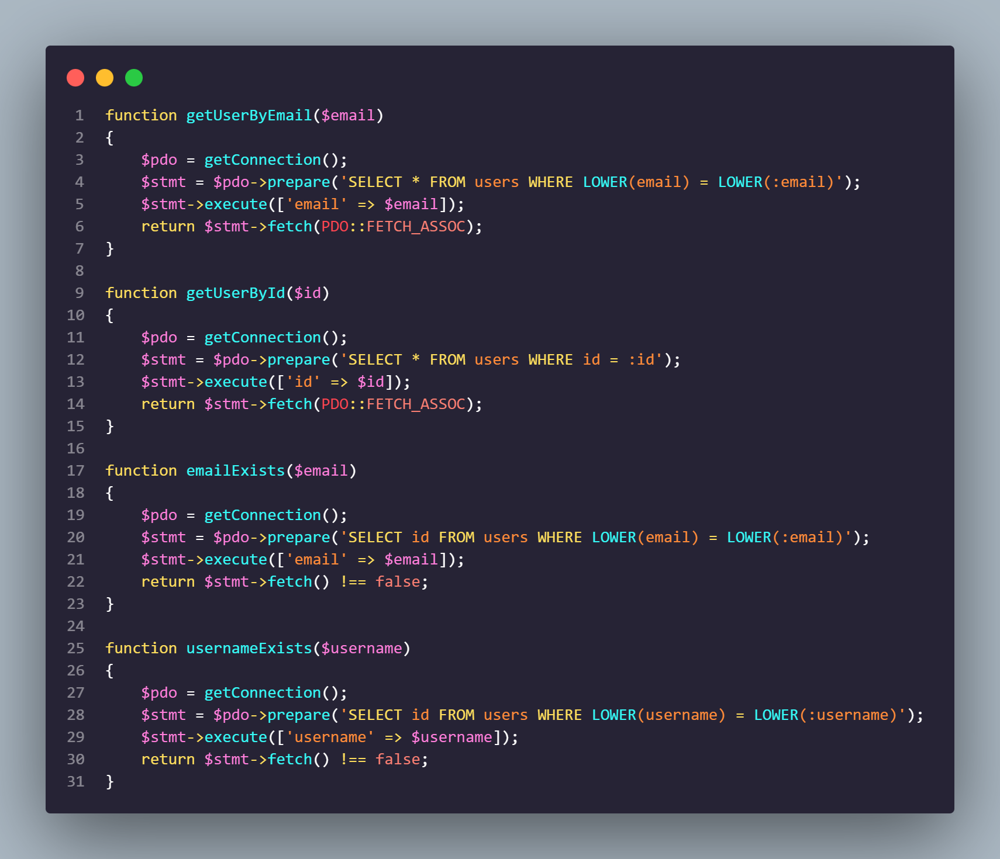 1 function getUserByEmail($email)
2 {
3     $pdo = getConnection();
4     $stmt = $pdo->prepare('SELECT * FROM users WHERE LOWER(email) = LOWER(:email)');
5     $stmt->execute(['email' => $email]);
6     return $stmt->fetch(PDO::FETCH_ASSOC);
7 }
8
9 function getUserById($id)
10 {
11     $pdo = getConnection();
12     $stmt = $pdo->prepare('SELECT * FROM users WHERE id = :id');
13     $stmt->execute(['id' => $id]);
14     return $stmt->fetch(PDO::FETCH_ASSOC);
15 }
16
17 function emailExists($email)
18 {
19     $pdo = getConnection();
20     $stmt = $pdo->prepare('SELECT id FROM users WHERE LOWER(email) = LOWER(:email)');
21     $stmt->execute(['email' => $email]);
22     return $stmt->fetch() !== false;
23 }
24
25 function usernameExists($username)
26 {
27     $pdo = getConnection();
28     $stmt = $pdo->prepare('SELECT id FROM users WHERE LOWER(username) = LOWER(:username)');
29     $stmt->execute(['username' => $username]);
30     return $stmt->fetch() !== false;
31 }